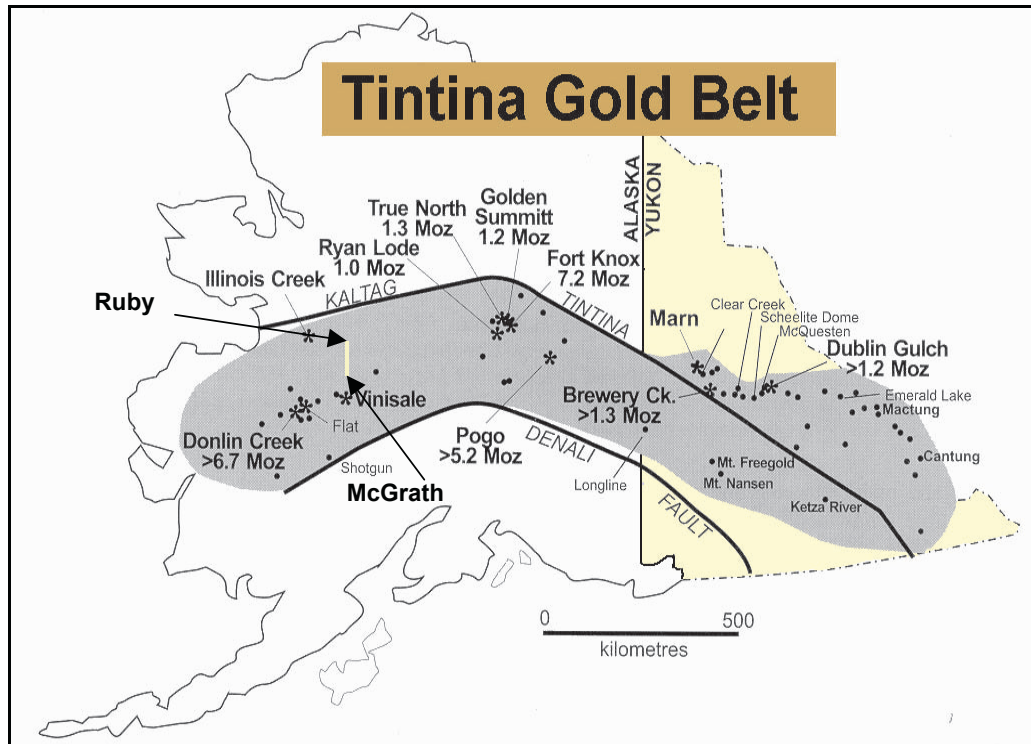 Tintina Gold Belt
ALASKA
YUKON
Golden
Summitt
1.2 Moz
True North
1.3 Moz
Ryan Lode
1.0 Moz
Fort Knox
7.2 Moz
Illinois Creek
KALTAG
TINTINA
Ruby
Marn
Clear Creek
Scheelite Dome
McQuesten
Dublin Gulch
>1.2 Moz
Vinisale
Brewery Ck.
>1.3 Moz
Emerald Lake
Mactung
Flat
Donlin Creek
>6.7 Moz
Pogo
>5.2 Moz
DENALI
FAULT
Cantung
Shotgun
McGrath
Longline
Mt. Freegold
Mt. Nansen
Ketza River
0
500
kilometres